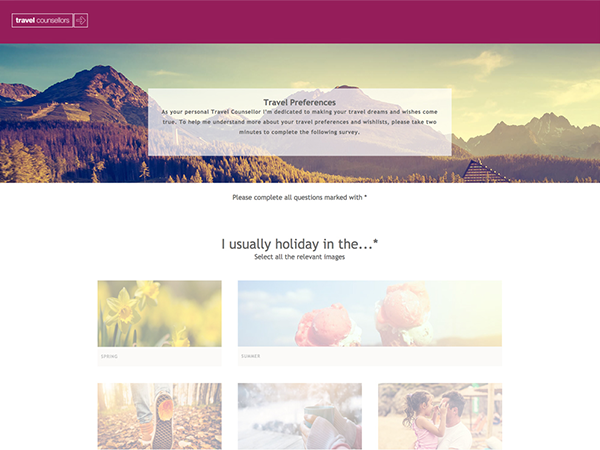 travel counsellors
Travel Preferences
As your personal Travel Counsellor I'm dedicated to making your travel dreams and wishes come
true. To help me understand more about your travel preferences and wishlists, please take two
minutes to complete the following survey.
Please complete all questions marked with *
I usually holiday in the...*
Select all the relevant images
SPRING
SUMMER